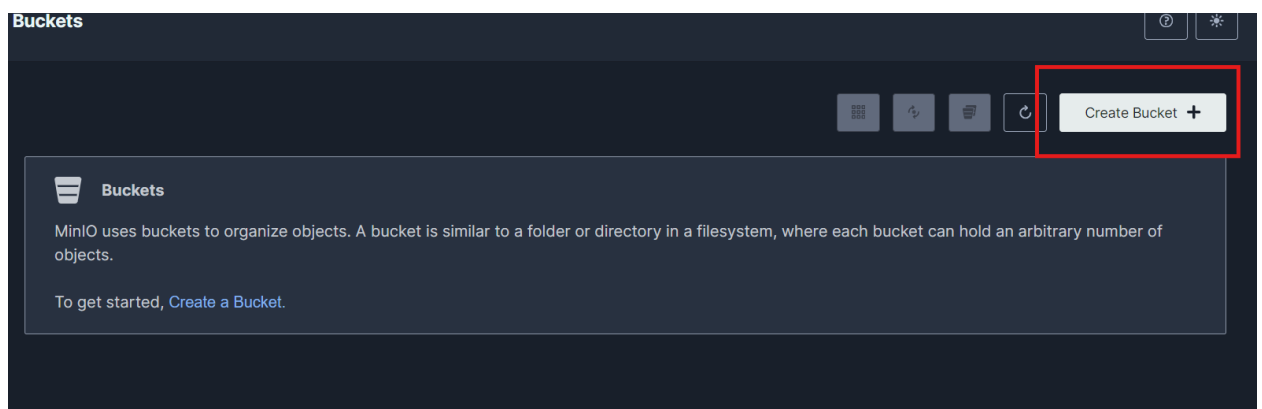 Buckets
Create Bucket
Buckets
MinIO uses buckets to organize objects. A bucket is similar to a folder or directory in a filesystem, where each bucket can hold an arbitrary number of
objects.
To get started, Create a Bucket.